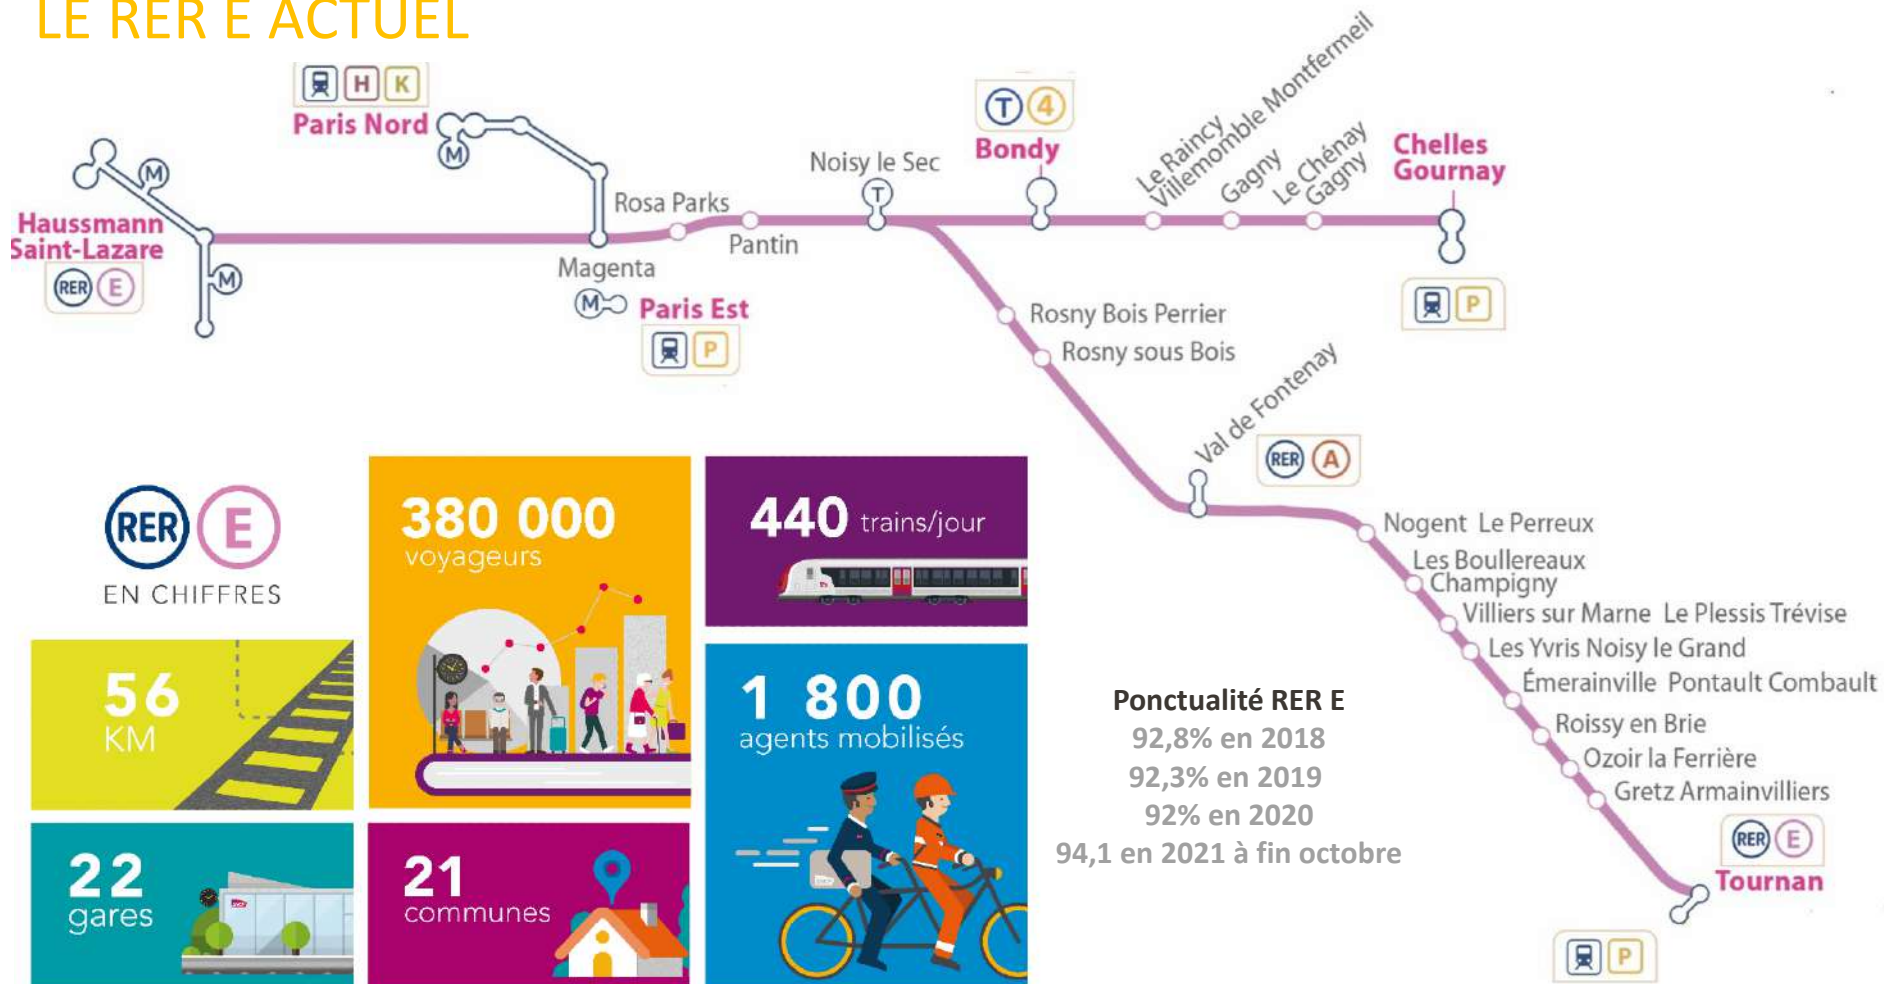 LE RER E ACTUEL
H K
Paris Nord
M
M
Haussmann
Saint-Lazare
RER E
M
Rosa Parks
Pantin
Magenta
M
Paris Est
P
Noisy le Sec
T
T 4
Bondy
Le Raincy
Villemomble Montfermeil
Gagny
Le Chénay
Gagny
Chelles
Gournay
P
Rosny Bois Perrier
Rosny sous Bois
Val de Fontenay
RER A
Nogent Le Perreux
Les Boullereaux
Champigny
Villiers sur Marne Le Plessis Trévise
Les Yvris Noisy le Grand
Émerainville Pontault Combault
Roissy en Brie
Ozoir la Ferrière
Gretz Armainvilliers
RER E
Tournan
P
RER E
EN CHIFFRES
380 000
voyageurs
440 trains/jour
56
KM
1 800
agents mobilisés
22
gares
21
communes
Ponctualité RER E
92,8% en 2018
92,3% en 2019
92% en 2020
94,1 en 2021 à fin octobre